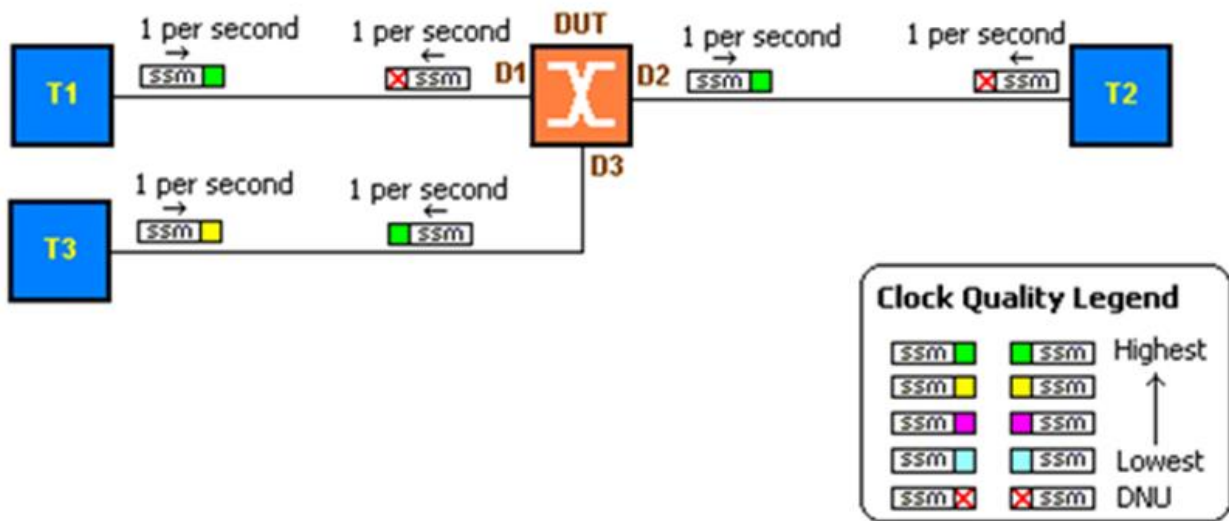 DUT
1 per second
1 per second
1 per second
1 per second
ssm
ssm
ssm
ssm
T1
D1
D2
T2
D3
1 per second
1 per second
ssm
ssm
T3
Clock Quality Legend
ssm ssm Highest
ssm ssm
ssm ssm
ssm ssm Lowest
ssm ssm DNU